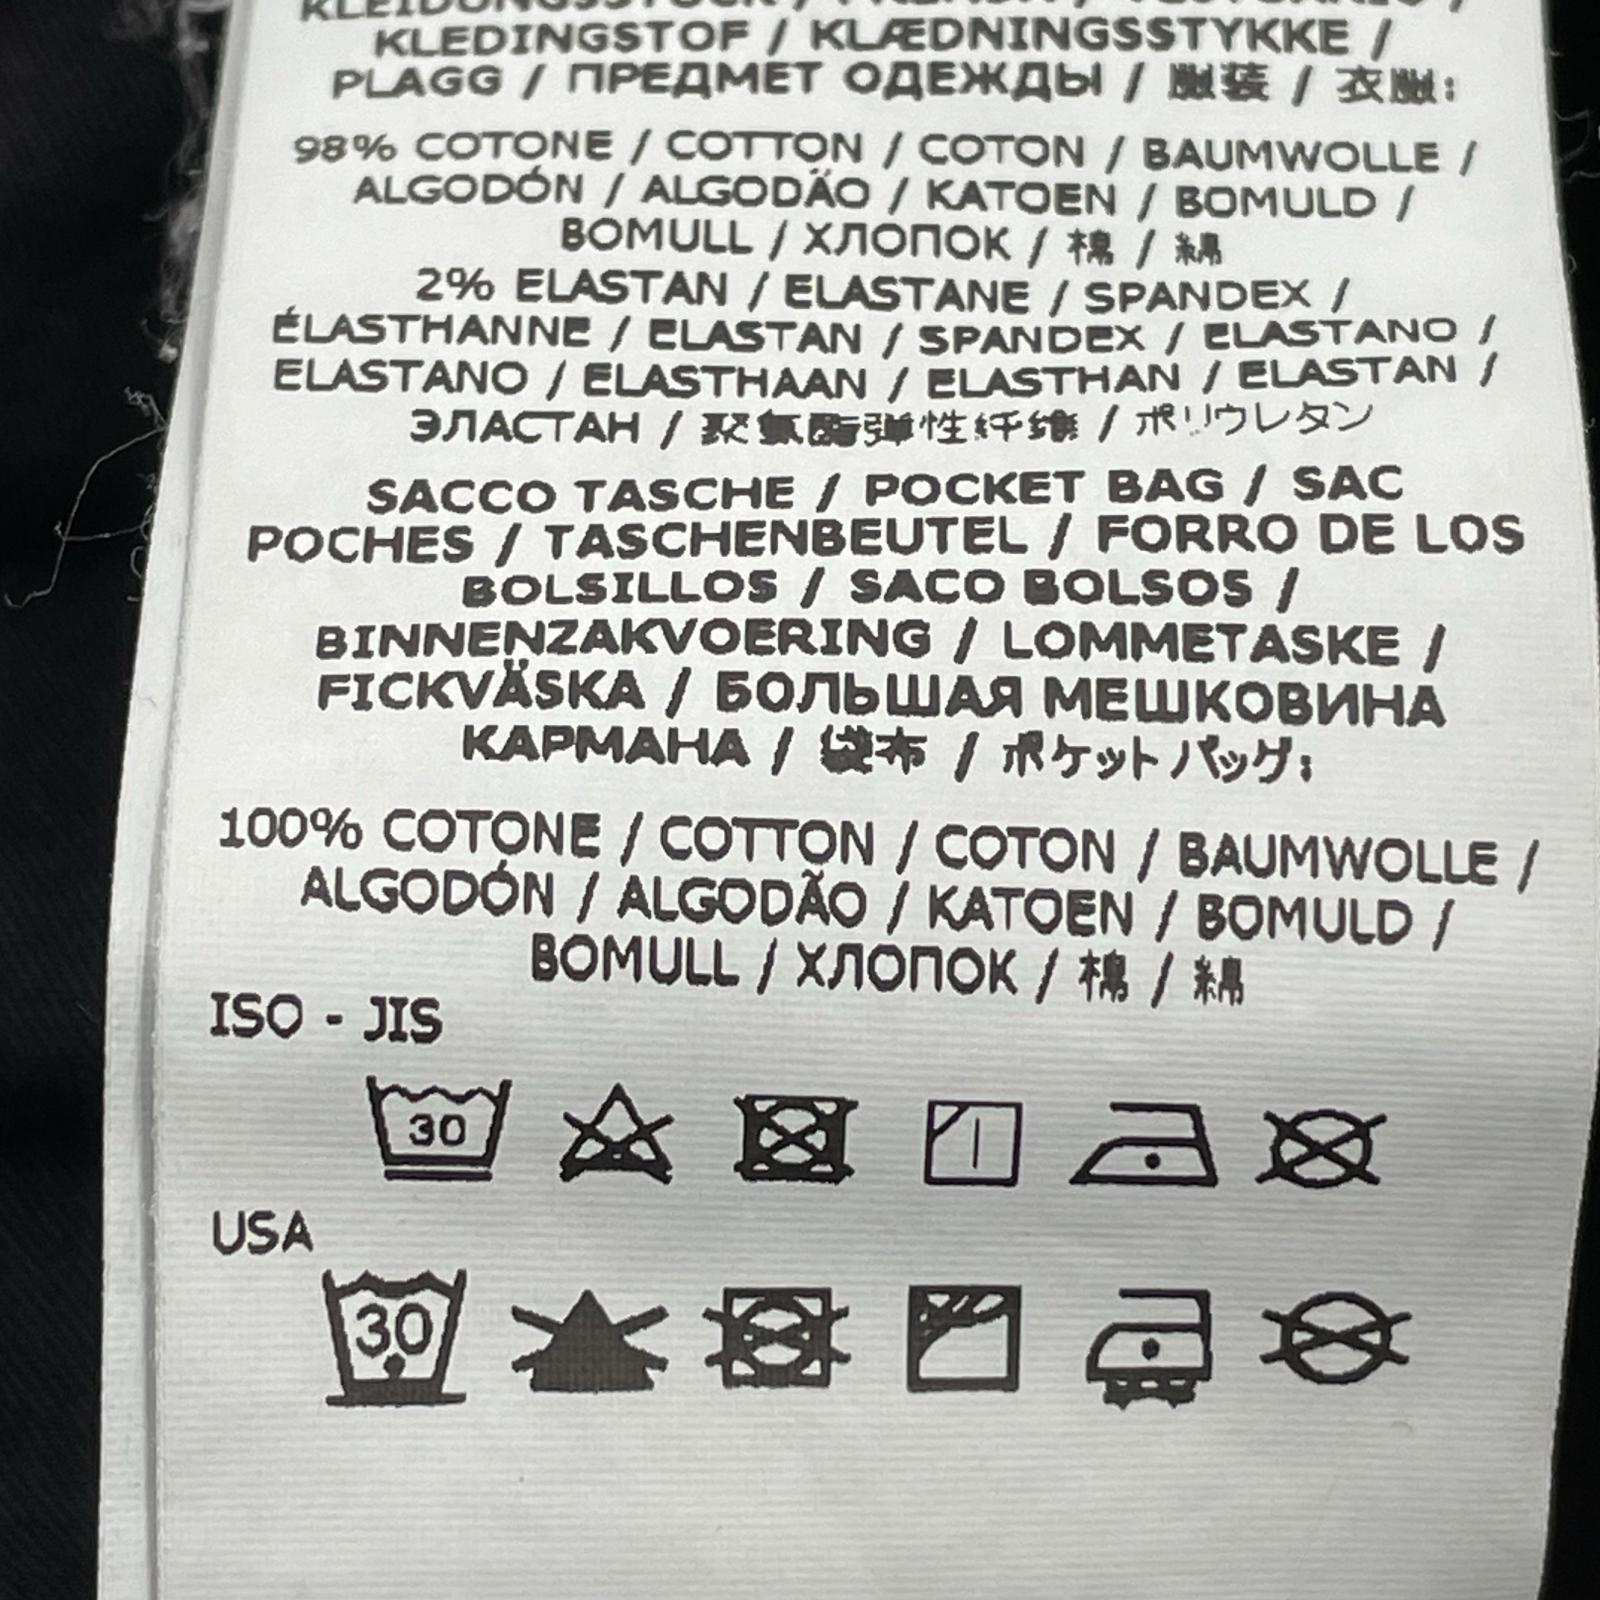 KLEDINGSTOF / KLÆDNINGSSTYKKE /
PLAGG / ПРЕДМЕТ ОДЕЖДЫ / 服装 / 衣服:
98% COTONE / COTTON / COTON / BAUMWOLLE /
ALGODÓN / ALGODÃO / KATOEN / BOMULD /
BOMULL / ХЛОПОК / 棉 / 綿
2% ELASTAN / ELASTANE / SPANDEX /
ÉLASTHANNE / ELASTAN / SPANDEX / ELASTANO /
ELASTANO / ELASTHAAN / ELASTHAN / ELASTAN /
ЭЛАСТАН / 聚氨酯弹性纤维 / ポリウレタン
SACCO TASCHE / POCKET BAG / SAC
POCHES / TASCHENBEUTEL / FORRO DE LOS
BOLSILLOS / SACO BOLSOS /
BINNENZAKVOERING / LOMMETASKE /
FICKVÄSKA / БОЛЬШАЯ МЕШКОВИНА
КАРМАНА / 袋布 / ポケットバッグ:
100% COTONE / COTTON / COTON / BAUMWOLLE /
ALGODÓN / ALGODÃO / KATOEN / BOMULD /
BOMULL / ХЛОПОК / 棉 / 綿
ISO - JIS
30
USA
30